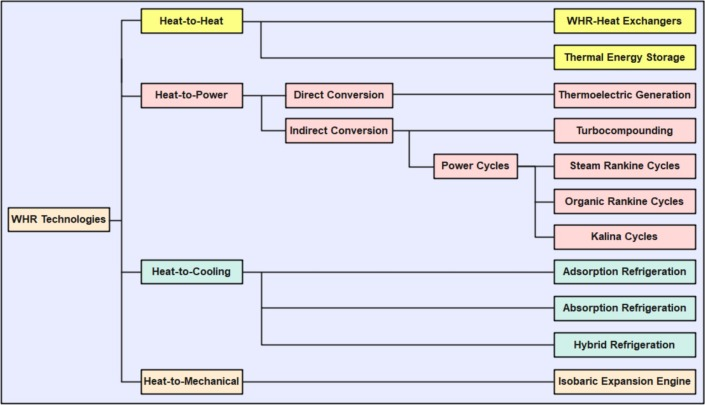 Heat-to-Heat
WHR-Heat Exchangers
Thermal Energy Storage
Heat-to-Power
Direct Conversion
Thermoelectric Generation
Indirect Conversion
Turbocompounding
Power Cycles
Steam Rankine Cycles
Organic Rankine Cycles
WHR Technologies
Kalina Cycles
Heat-to-Cooling
Adsorption Refrigeration
Absorption Refrigeration
Hybrid Refrigeration
Heat-to-Mechanical
Isobaric Expansion Engine